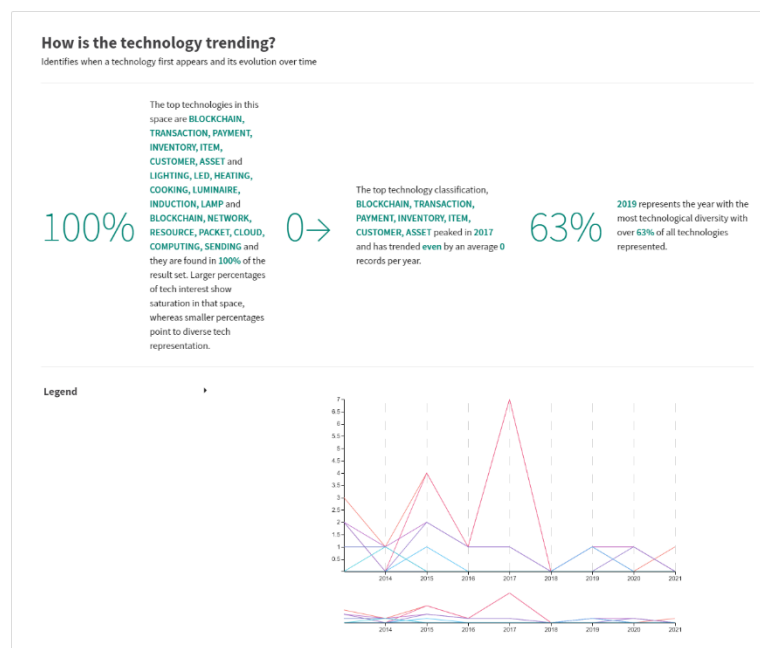 How is the technology trending?
Identifies when a technology first appears and its evolution over time
100%
The top technologies in this
space are BLOCKCHAIN,
TRANSACTION, PAYMENT,
INVENTORY, ITEM,
CUSTOMER, ASSET and
LIGHTING, LED, HEATING,
COOKING, LUMINAIRE,
INDUCTION, LAMP and
BLOCKCHAIN, NETWORK,
RESOURCE, PACKET, CLOUD,
COMPUTING, SENDING and
they are found in 100% of the
result set. Larger percentages
of tech interest show
saturation in that space,
whereas smaller percentages
point to diverse tech
representation.
0→
The top technology classification,
BLOCKCHAIN, TRANSACTION,
PAYMENT, INVENTORY, ITEM,
CUSTOMER, ASSET peaked in 2017
and has trended even by an average 0
records per year.
63%
2019 represents the year with the
most technological diversity with
over 63% of all technologies
represented.
Legend
7
6.5
6
5.5
5
4.5
4
3.5
3
2.5
2
1.5
1
0.5
2014 2015 2016 2017 2018 2019 2020 2021
2014 2015 2016 2017 2018 2019 2020 2021